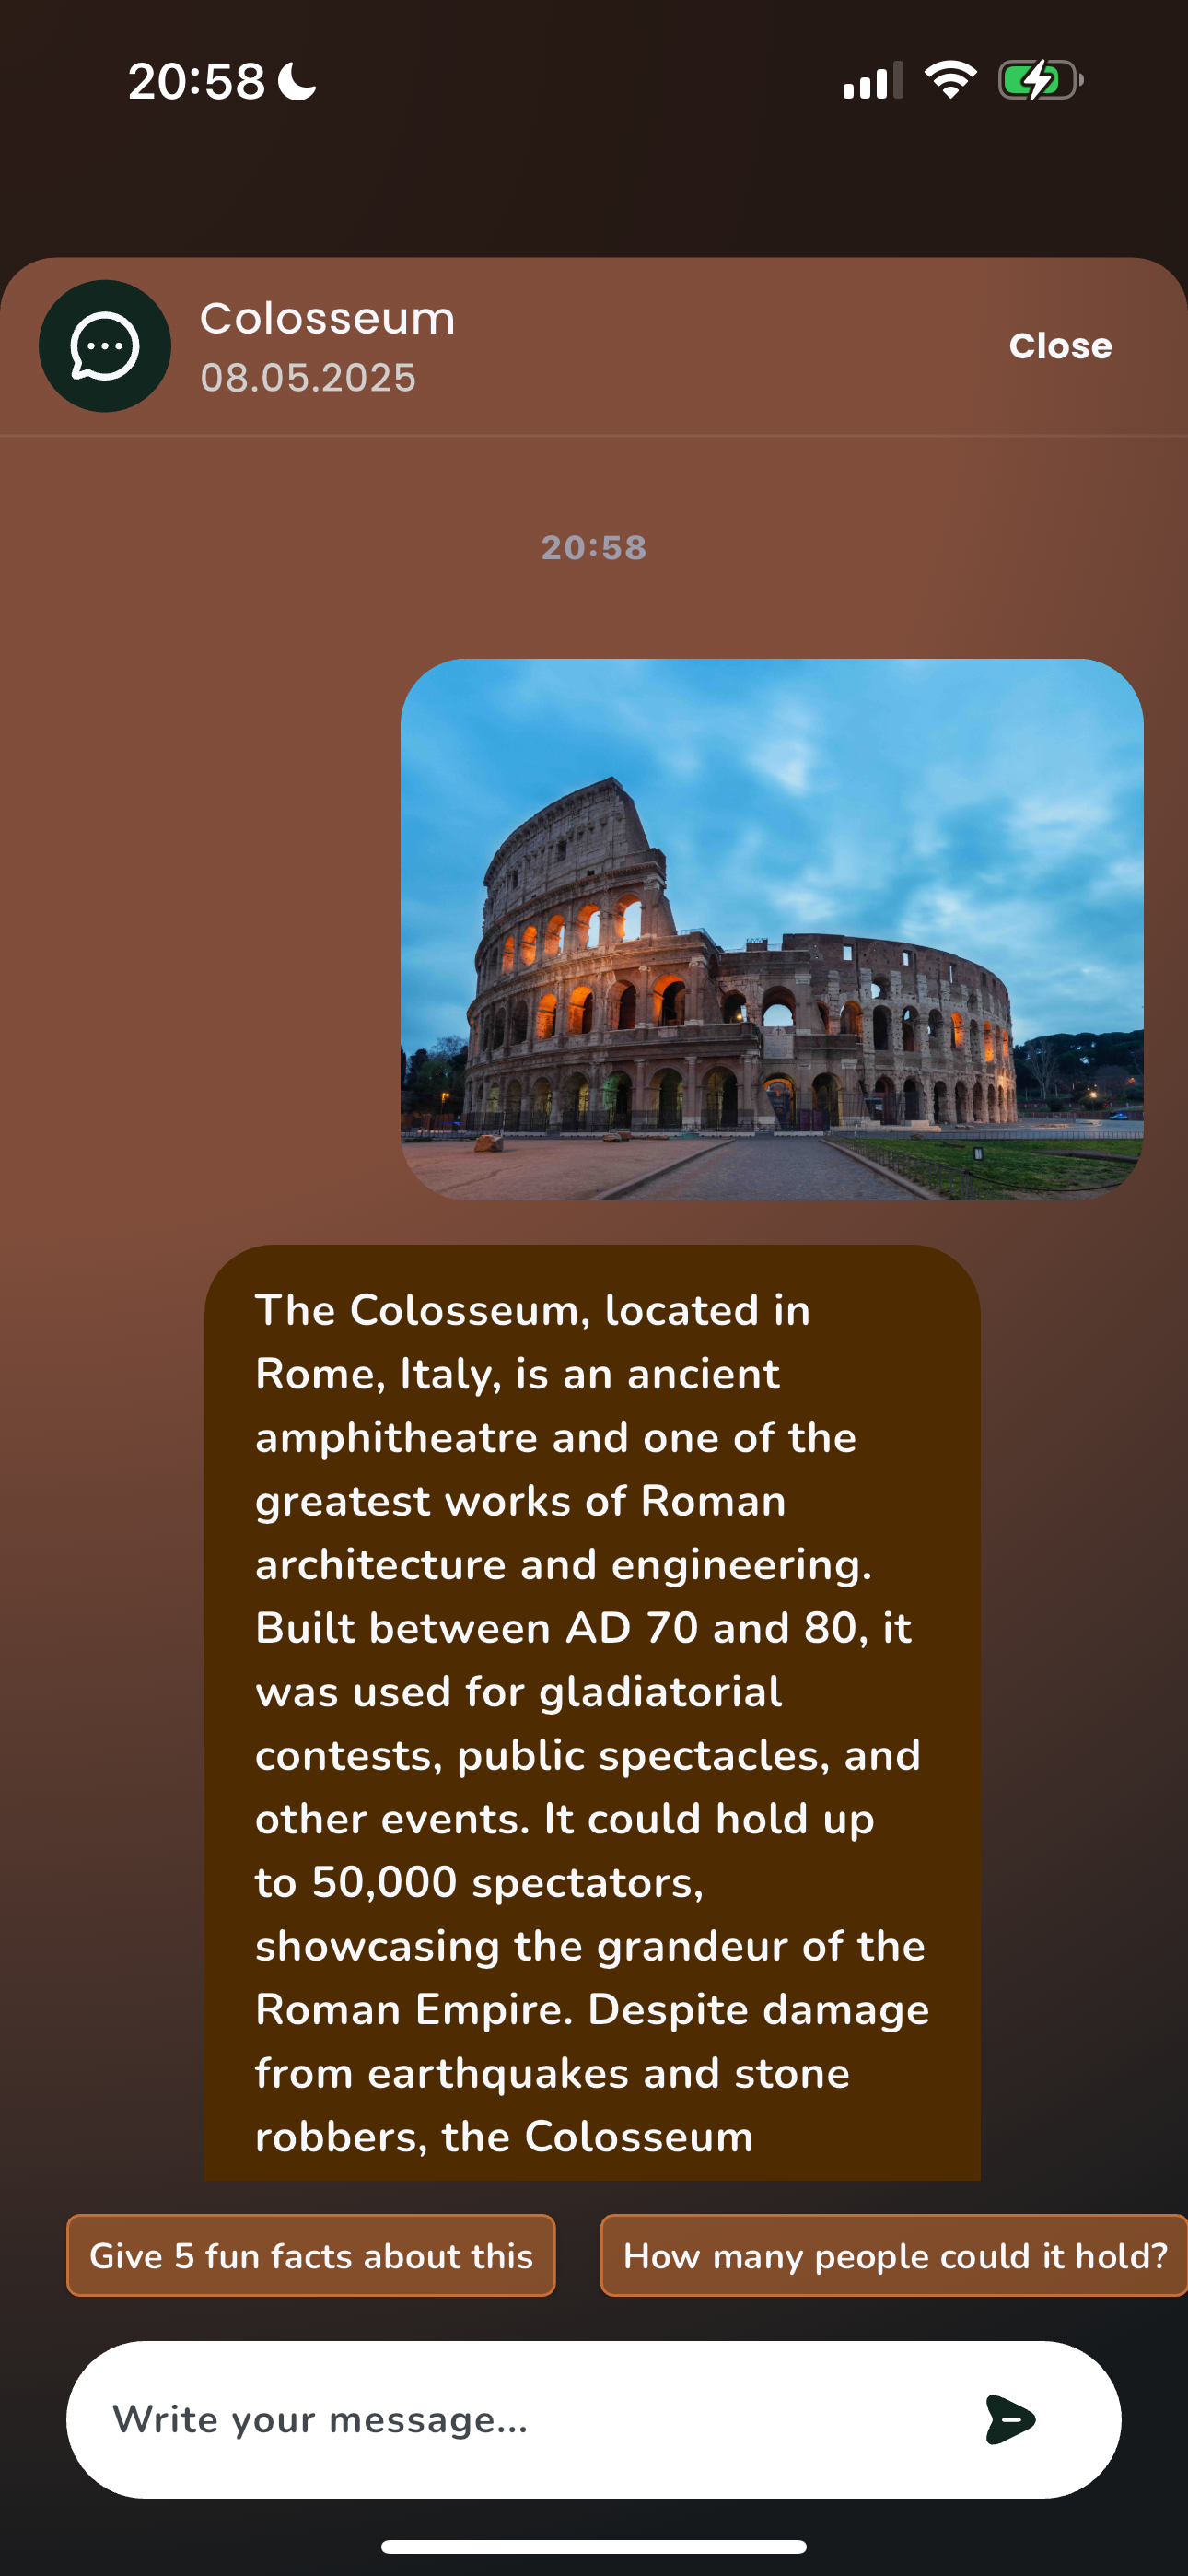 20:58
Colosseum
08.05.2025
Close
20:58
The Colosseum, located in
Rome, Italy, is an ancient
amphitheatre and one of the
greatest works of Roman
architecture and engineering.
Built between AD 70 and 80, it
was used for gladiatorial
contests, public spectacles, and
other events. It could hold up
to 50,000 spectators,
showcasing the grandeur of the
Roman Empire. Despite damage
from earthquakes and stone
robbers, the Colosseum
Give 5 fun facts about this
How many people could it hold?
Write your message...